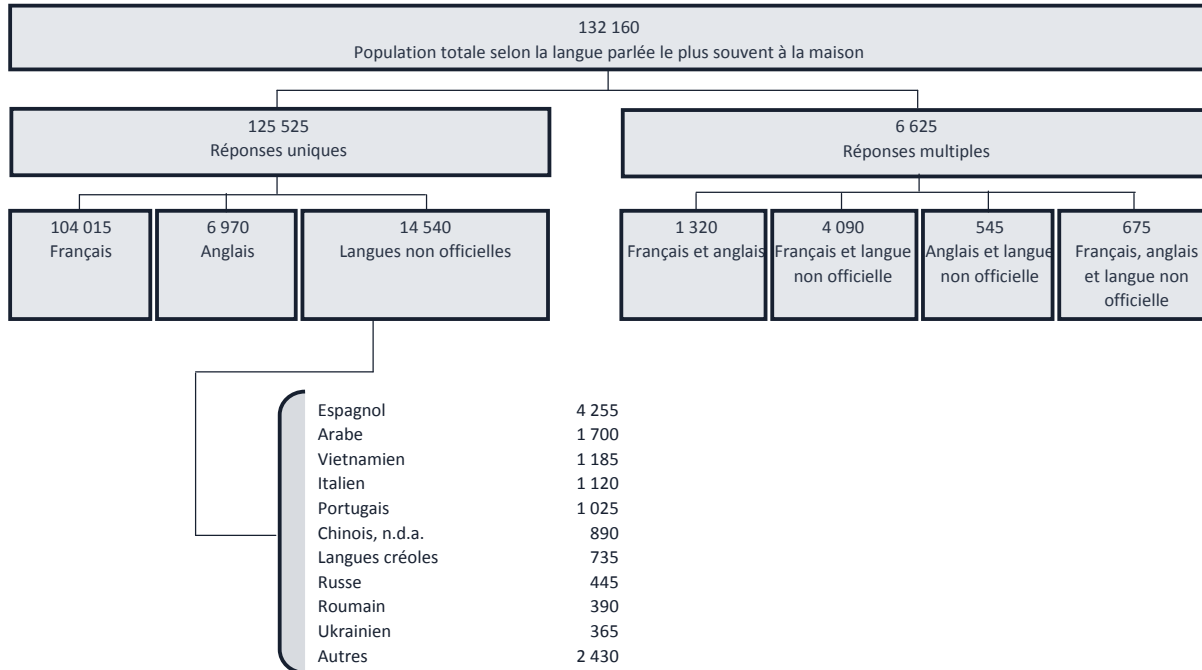 132 160
Population totale selon la langue parlée le plus souvent à la maison
125 525
Réponses uniques
6 625
Réponses multiples
104 015
Français
6 970
Anglais
14 540
Langues non officielles
1 320
Français et anglais
4 090
Français et langue
non officielle
545
Anglais et langue
non officielle
675
Français, anglais
et langue non
officielle
Espagnol 4 255
Arabe 1 700
Vietnamien 1 185
Italien 1 120
Portugais 1 025
Chinois, n.d.a. 890
Langues créoles 735
Russe 445
Roumain 390
Ukrainien 365
Autres 2 430